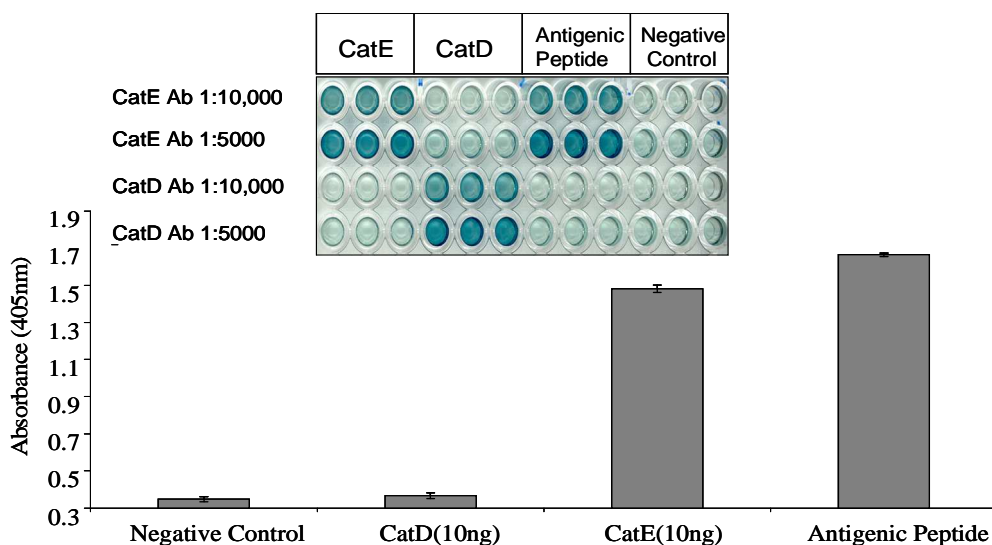 CatE CatD Antigenic Peptide Negative Control
CatE Ab 1:10,000
CatE Ab 1:5000
CatD Ab 1:10,000
CatD Ab 1:5000
Absorbance (405nm)
1.9
1.7
1.5
1.3
1.1
0.9
0.7
0.5
0.3
Negative Control CatD(10ng) CatE(10ng) Antigenic Peptide